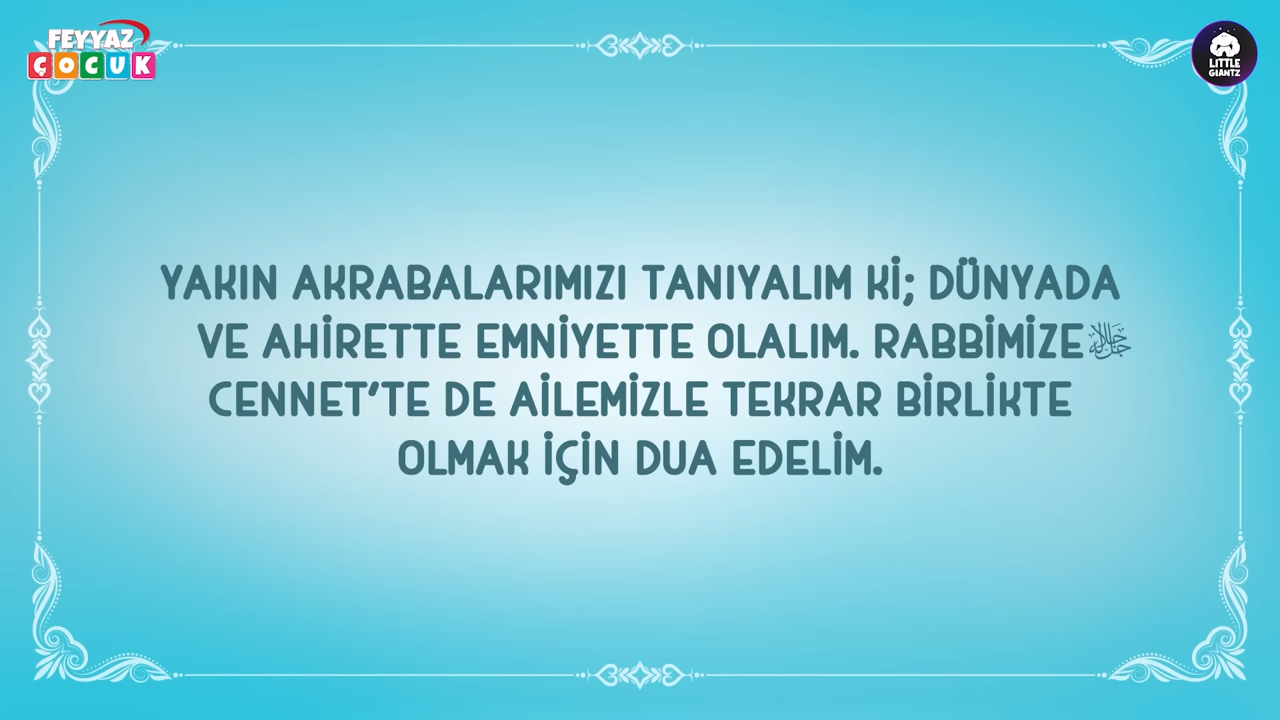 FEYYAZ
ÇOCUK
LITTLE
GIANTZ
YAKIN AKRABALARIMIZI TANIYALIM Kİ; DÜNYADA
VE AHİRETTE EMNİYETTE OLALIM. RABBİMİZE ﷻ
CENNET'TE DE AİLEMİZLE TEKRAR BİRLİKTE
OLMAK İÇİN DUA EDELİM.